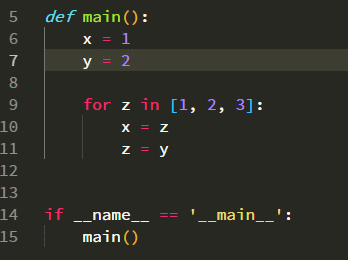 5 def main():
6     x = 1
7     y = 2
8
9     for z in [1, 2, 3]:
10         x = z
11         z = y
12
13
14 if __name__ == '__main__':
15     main()